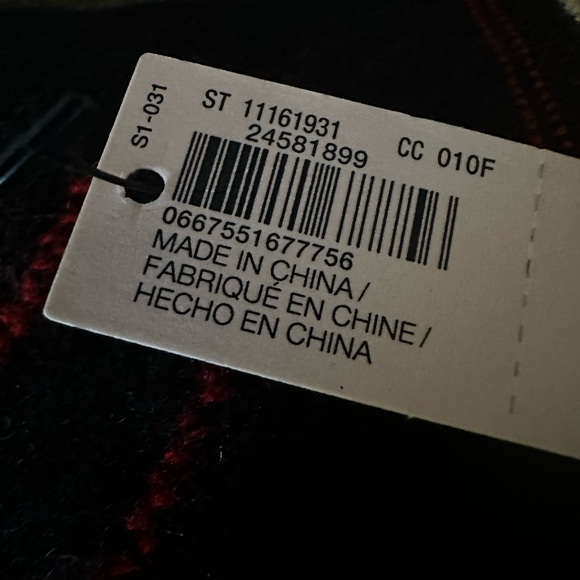 S1-031
ST 11161931 CC 010F
24581899
0667551677756
MADE IN CHINA /
FABRIQUÉ EN CHINE /
HECHO EN CHINA